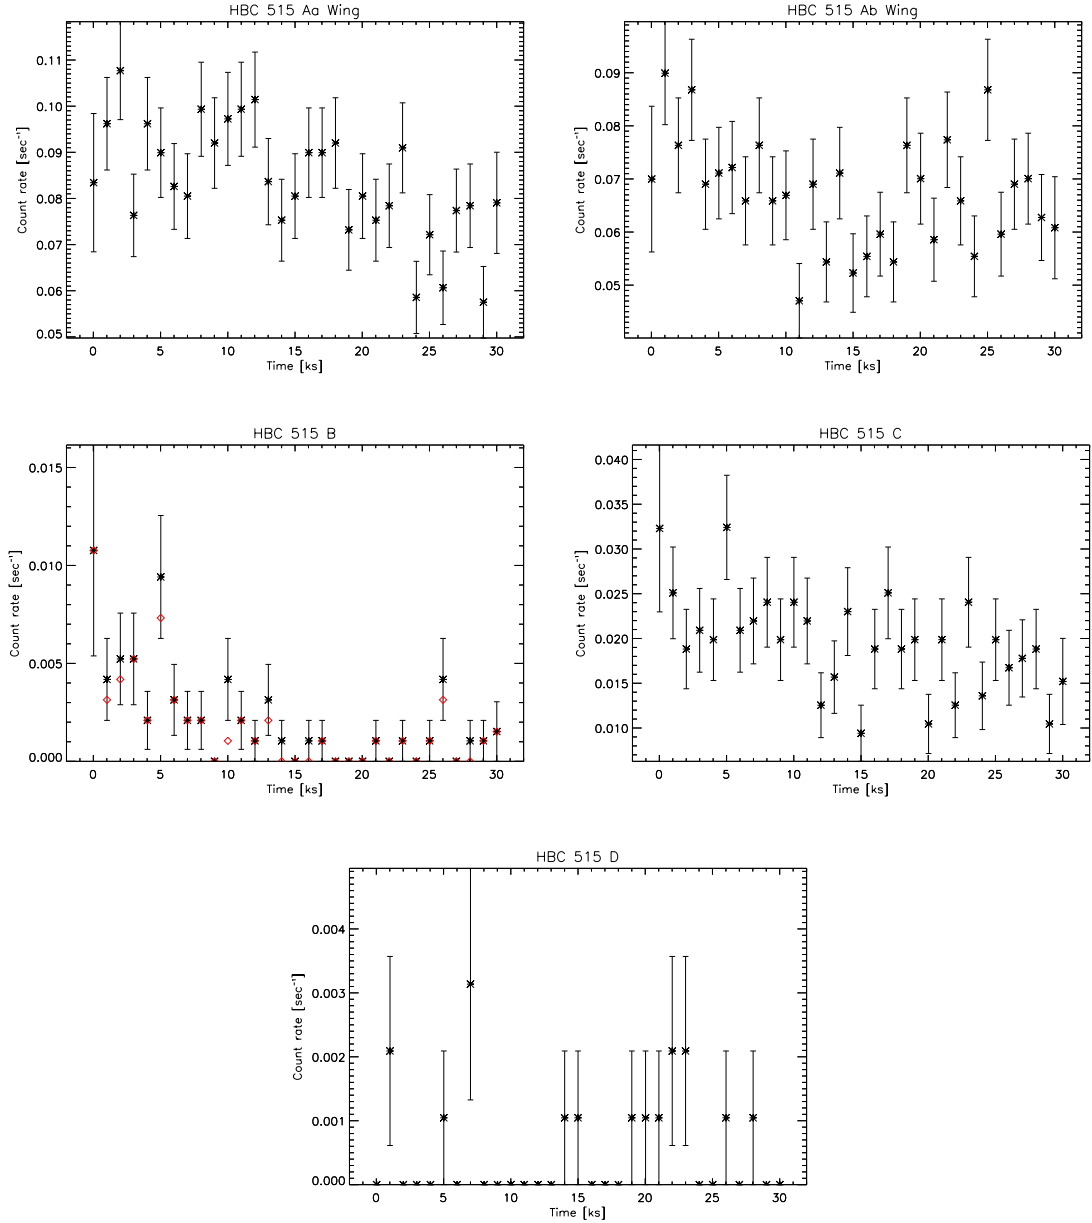 HBC 515 Aa Wing
0.11
0.10
0.09
0.08
0.07
0.06
0.05
Count rate [sec⁻¹]
0 5 10 15 20 25 30
Time [ks]
HBC 515 Ab Wing
0.09
0.08
0.07
0.06
0.05
Count rate [sec⁻¹]
0 5 10 15 20 25 30
Time [ks]
HBC 515 B
0.015
0.010
0.005
0.000
Count rate [sec⁻¹]
0 5 10 15 20 25 30
Time [ks]
HBC 515 C
0.040
0.035
0.030
0.025
0.020
0.015
0.010
Count rate [sec⁻¹]
0 5 10 15 20 25 30
Time [ks]
HBC 515 D
0.004
0.003
0.002
0.001
0.000
Count rate [sec⁻¹]
0 5 10 15 20 25 30
Time [ks]